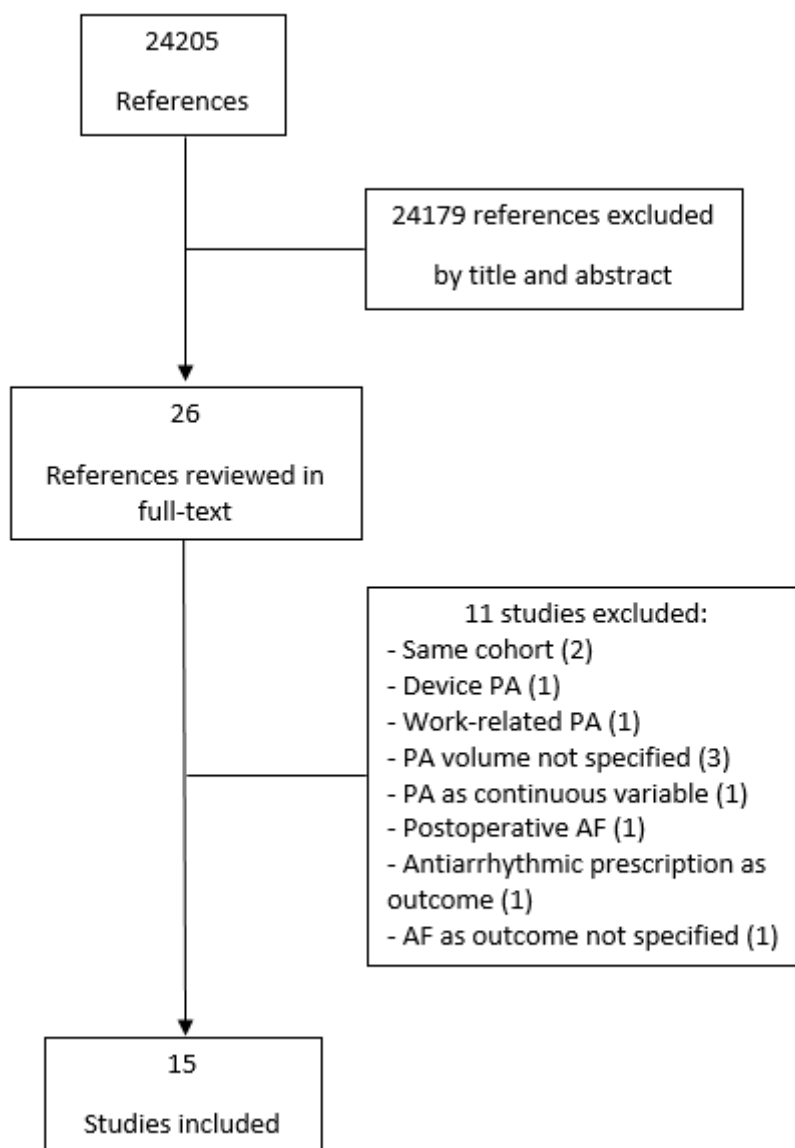 24205
References
24179 references excluded
by title and abstract
26
References reviewed in
full-text
11 studies excluded:
- Same cohort (2)
- Device PA (1)
- Work-related PA (1)
- PA volume not specified (3)
- PA as continuous variable (1)
- Postoperative AF (1)
- Antiarrhythmic prescription as
outcome (1)
- AF as outcome not specified (1)
15
Studies included